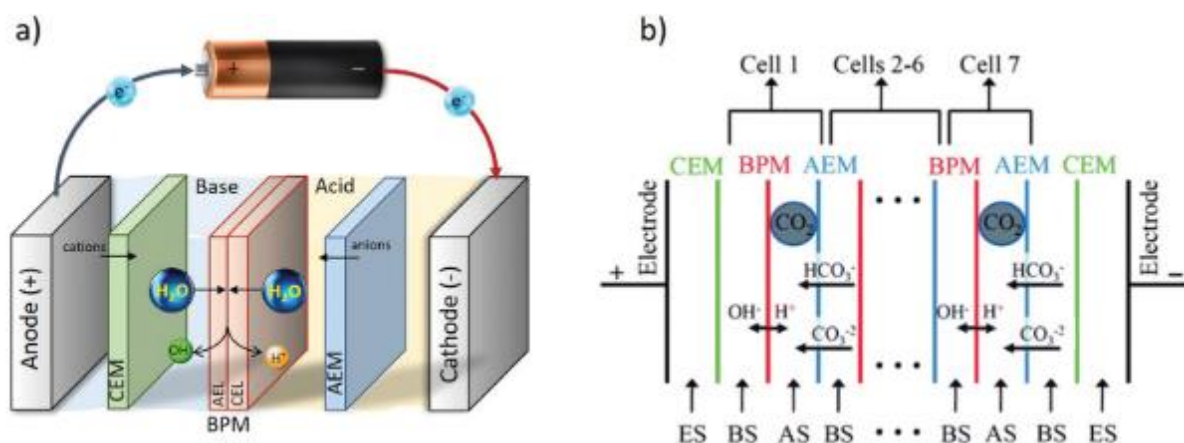 a)
+ −
e⁻ e⁻
Base Acid
cations anions
H₂O H₂O
OH⁻ H⁺
Anode (+)
CEM
AEL
CEL
BPM
AEM
Cathode (-)
b)
Cell 1 Cells 2-6 Cell 7
CEM BPM AEM BPM AEM CEM
Electrode Electrode
+ −
CO₂ CO₂
HCO₃⁻ HCO₃⁻
OH⁻ H⁺ OH⁻ H⁺
CO₃⁻² CO₃⁻²
ES BS AS BS BS AS BS ES